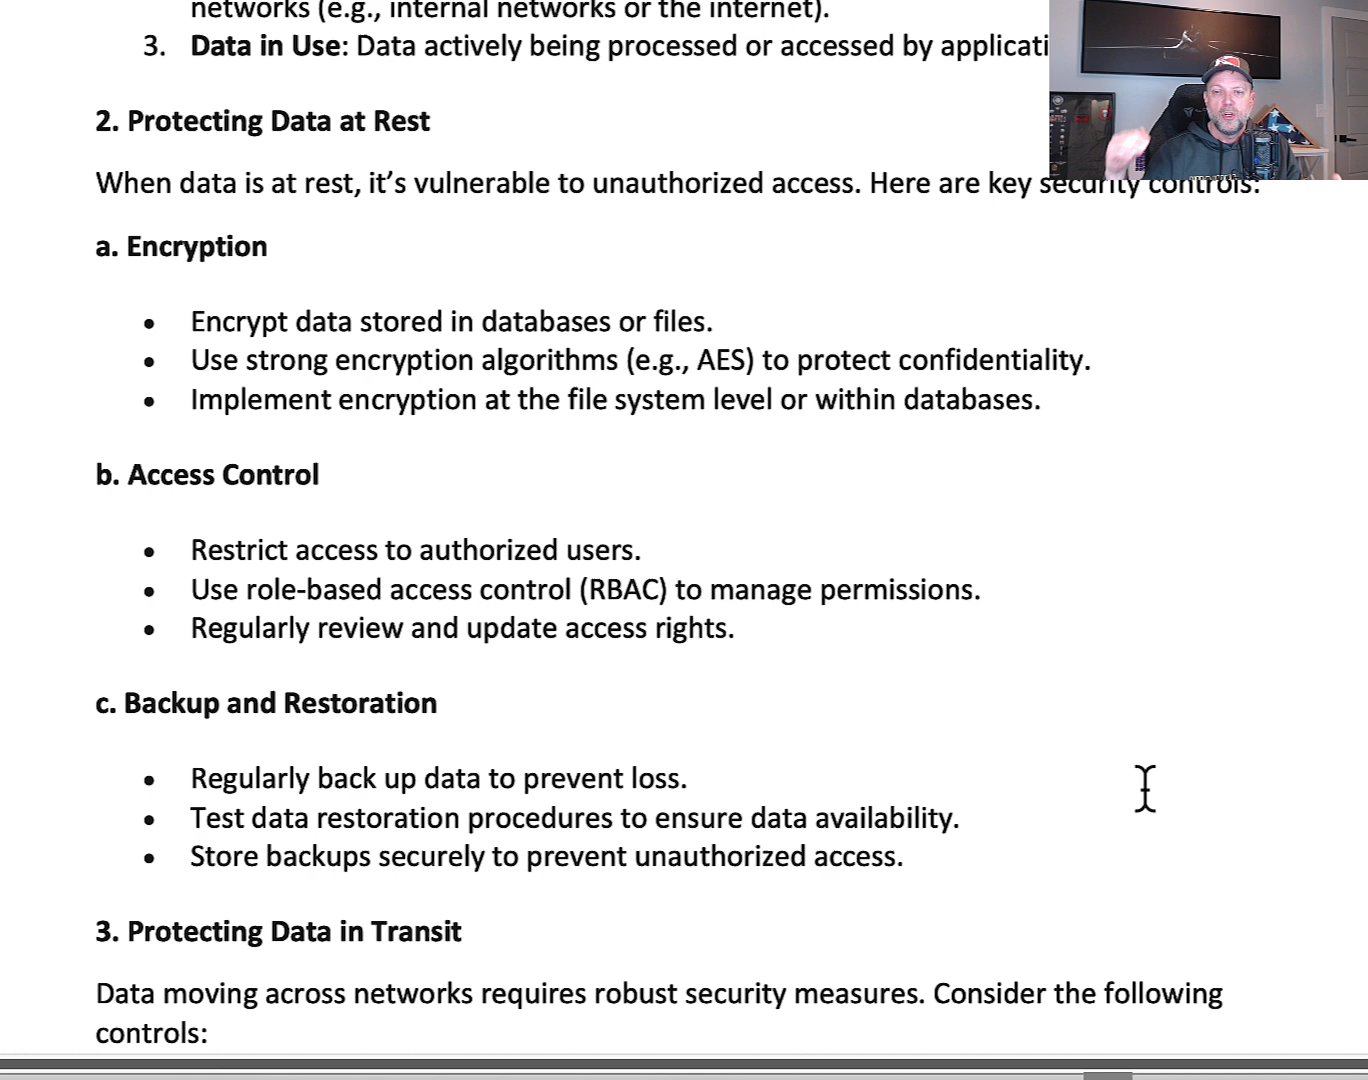 networks (e.g., internal networks or the internet).
3. Data in Use: Data actively being processed or accessed by applicati
2. Protecting Data at Rest
When data is at rest, it’s vulnerable to unauthorized access. Here are key security controls:
a. Encryption
• Encrypt data stored in databases or files.
• Use strong encryption algorithms (e.g., AES) to protect confidentiality.
• Implement encryption at the file system level or within databases.
b. Access Control
• Restrict access to authorized users.
• Use role-based access control (RBAC) to manage permissions.
• Regularly review and update access rights.
c. Backup and Restoration
• Regularly back up data to prevent loss.
• Test data restoration procedures to ensure data availability.
• Store backups securely to prevent unauthorized access.
3. Protecting Data in Transit
Data moving across networks requires robust security measures. Consider the following
controls: